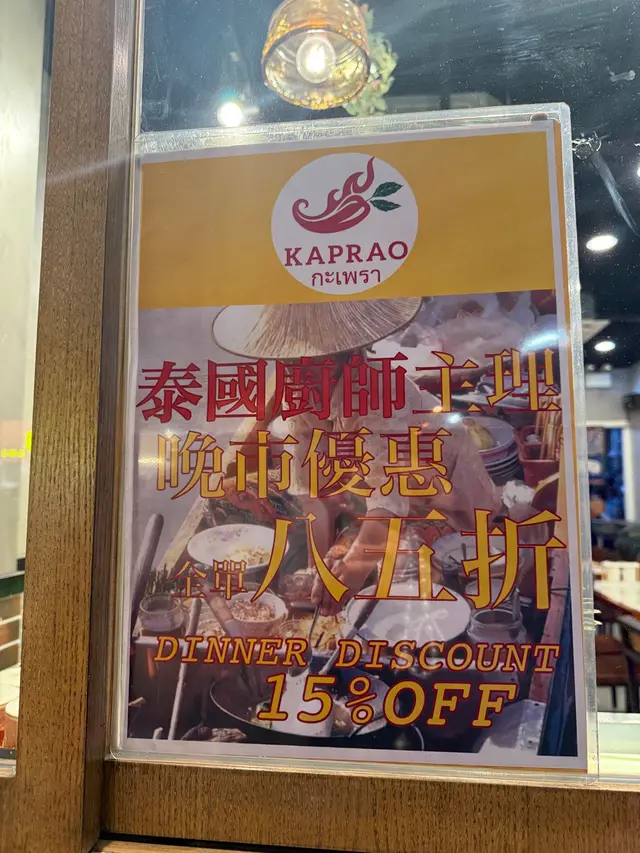 KAPRAO
กะเพรา
泰國廚師主理
晚市優惠
全單八五折
DINNER DISCOUNT
15%OFF